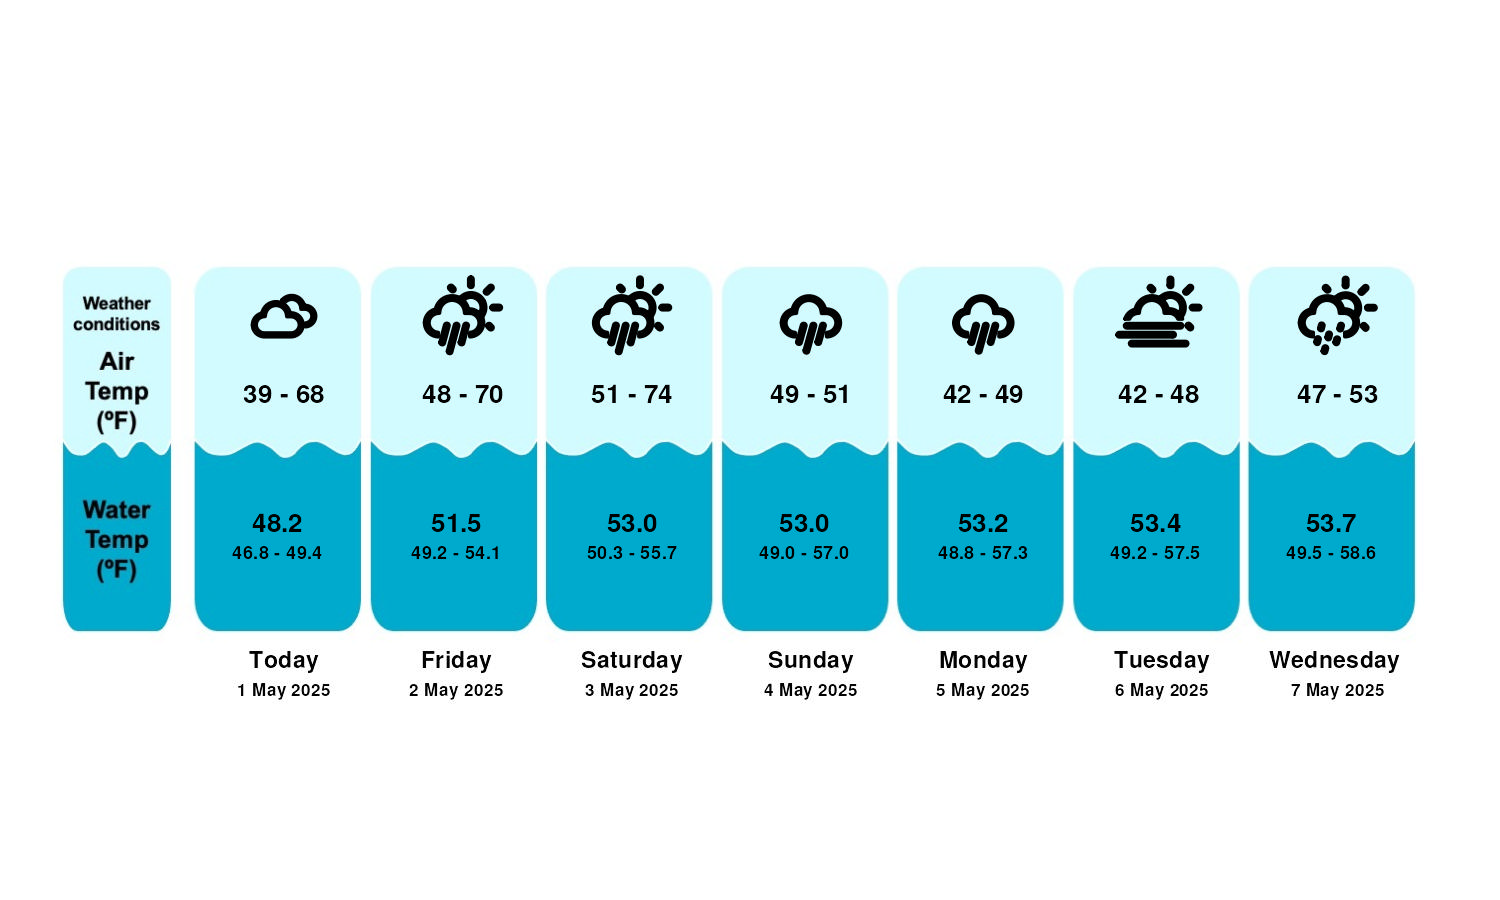 Weather
conditions
Air
Temp
(ºF)
Water
Temp
(ºF)
39 - 68
48.2
46.8 - 49.4
Today
1 May 2025
48 - 70
51.5
49.2 - 54.1
Friday
2 May 2025
51 - 74
53.0
50.3 - 55.7
Saturday
3 May 2025
49 - 51
53.0
49.0 - 57.0
Sunday
4 May 2025
42 - 49
53.2
48.8 - 57.3
Monday
5 May 2025
42 - 48
53.4
49.2 - 57.5
Tuesday
6 May 2025
47 - 53
53.7
49.5 - 58.6
Wednesday
7 May 2025